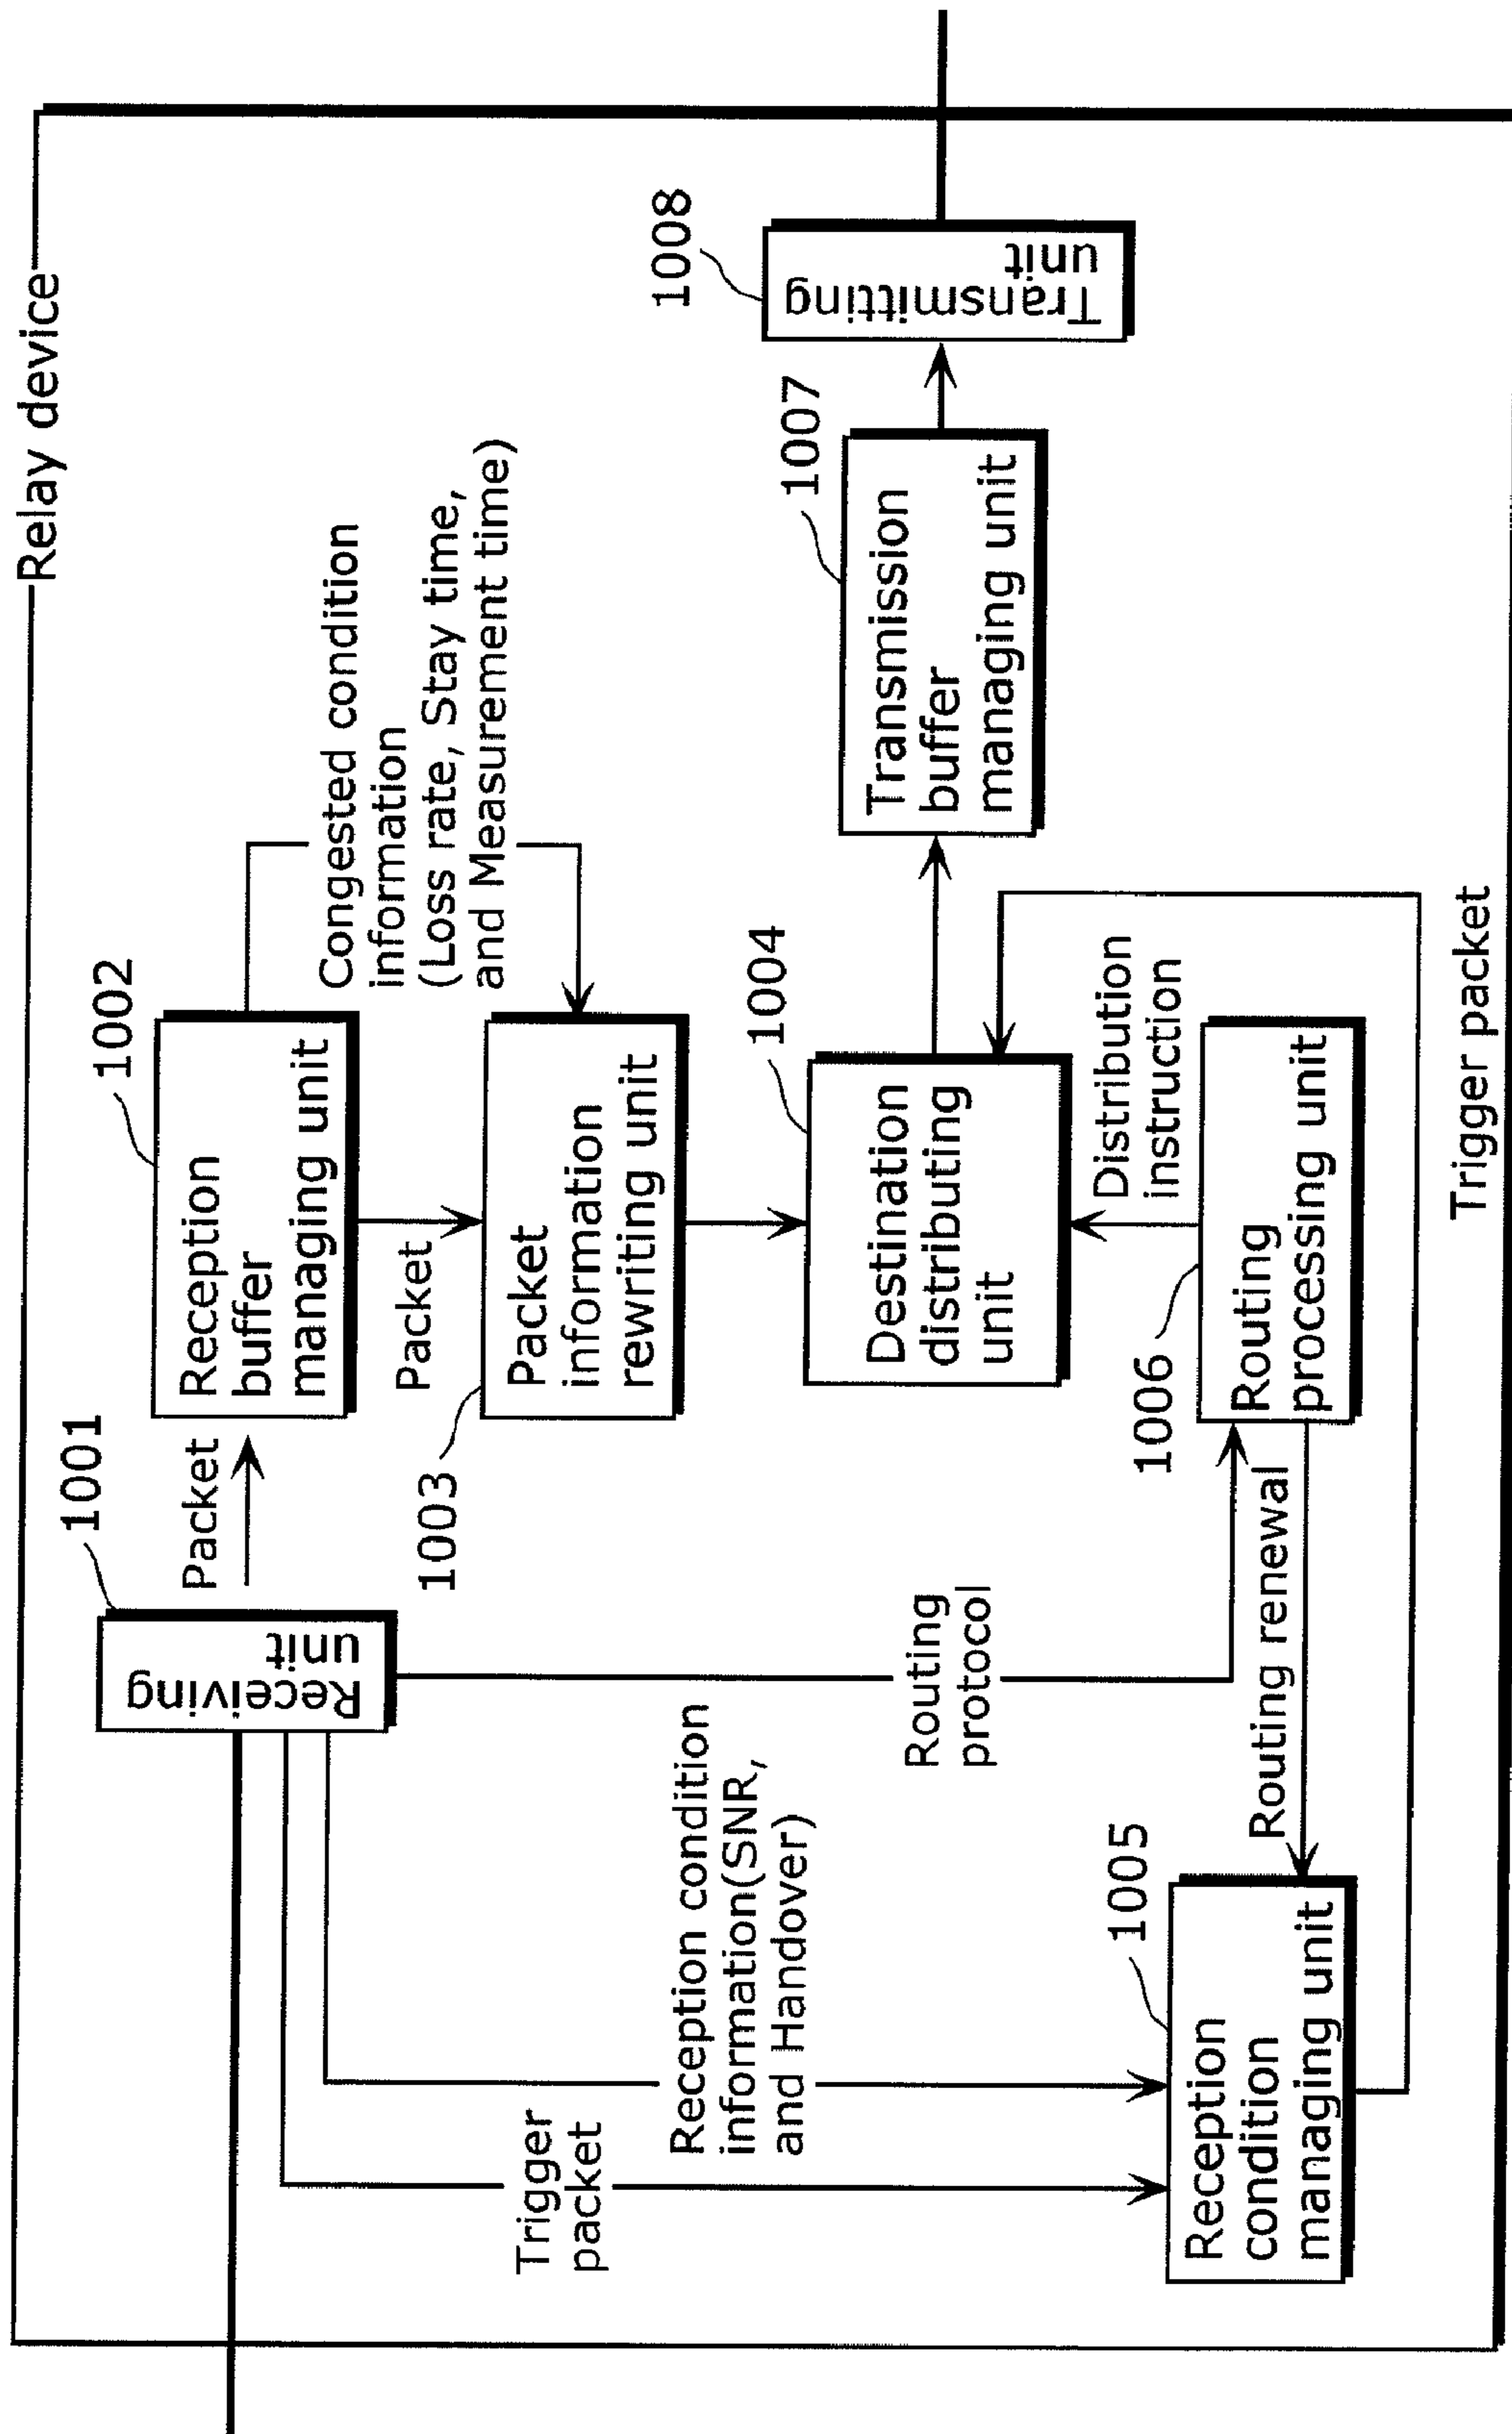 Relay device
1001
Receiving
unit
Packet
1002
Reception
buffer
managing unit
Congested condition
information
(Loss rate, Stay time,
and Measurement time)
Packet
1003
Packet
information
rewriting unit
1004
Destination
distributing
unit
1007
Transmission
buffer
managing unit
1008
Transmitting
unit
Trigger
packet
Reception condition
information(SNR,
and Handover)
Routing
protocol
1005
Reception
condition
managing unit
Routing renewal
1006
Routing
processing unit
Distribution
instruction
Trigger packet